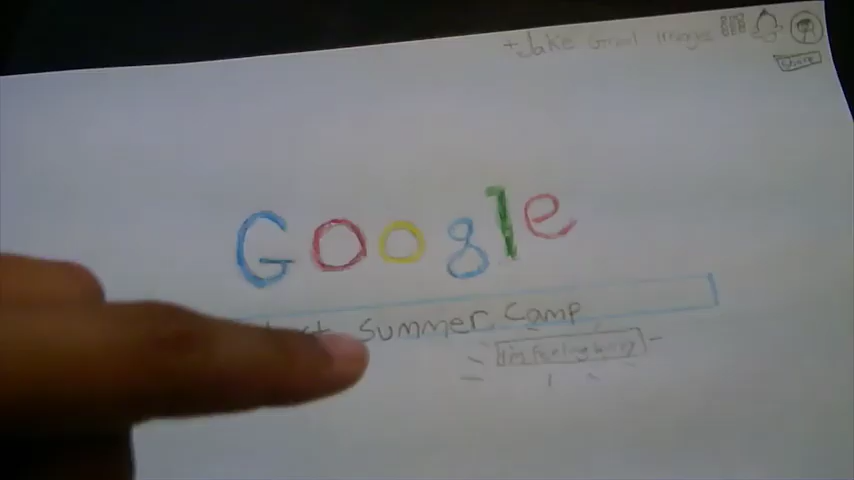 +Jake Gmail Images
Share
Google
Summer Camp
I'm Feeling Lucky